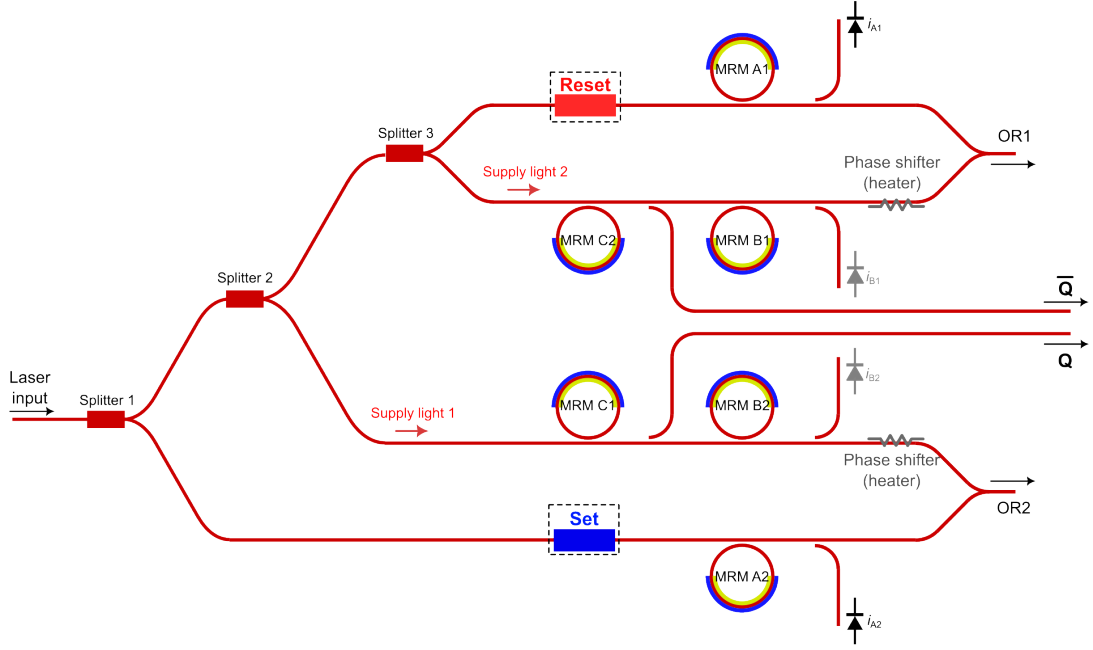 iA1
MRM A1
Reset
Splitter 3
OR1
Supply light 2
Phase shifter
(heater)
MRM C2
MRM B1
iB1
Splitter 2
Q̅
Q
iB2
Laser
input
Splitter 1
MRM C1
MRM B2
Supply light 1
Phase shifter
(heater)
OR2
Set
MRM A2
iA2